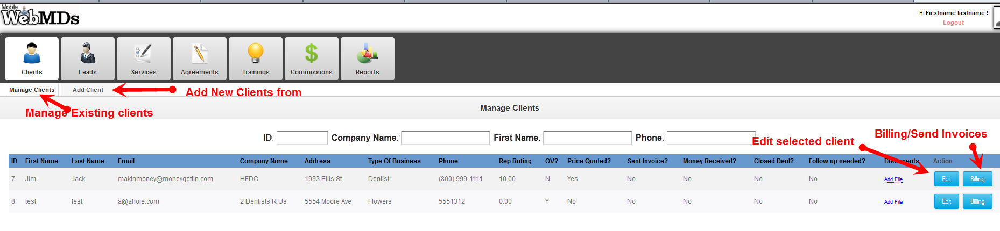 Mobile
WebMDs
Hi Firstname lastname !
Logout
Clients
Leads
Services
Agreements
Trainings
Commissions
Reports
Manage Clients
Add Client
Add New Clients from
Manage Existing clients
Manage Clients
ID: Company Name: First Name: Phone:
Billing/Send Invoices
Edit selected client
ID First Name Last Name Email Company Name Address Type Of Business Phone Rep Rating OV? Price Quoted? Sent Invoice? Money Received? Closed Deal? Follow up needed? Documents Action
7 Jim Jack makinmoney@moneygettin.com HFDC 1993 Ellis St Dentist (800) 999-1111 10.00 N Yes No No No No Add File Edit Billing
8 test test a@ahole.com 2 Dentists R Us 5554 Moore Ave Flowers 5551312 0.00 Y No No No No No Add File Edit Billing